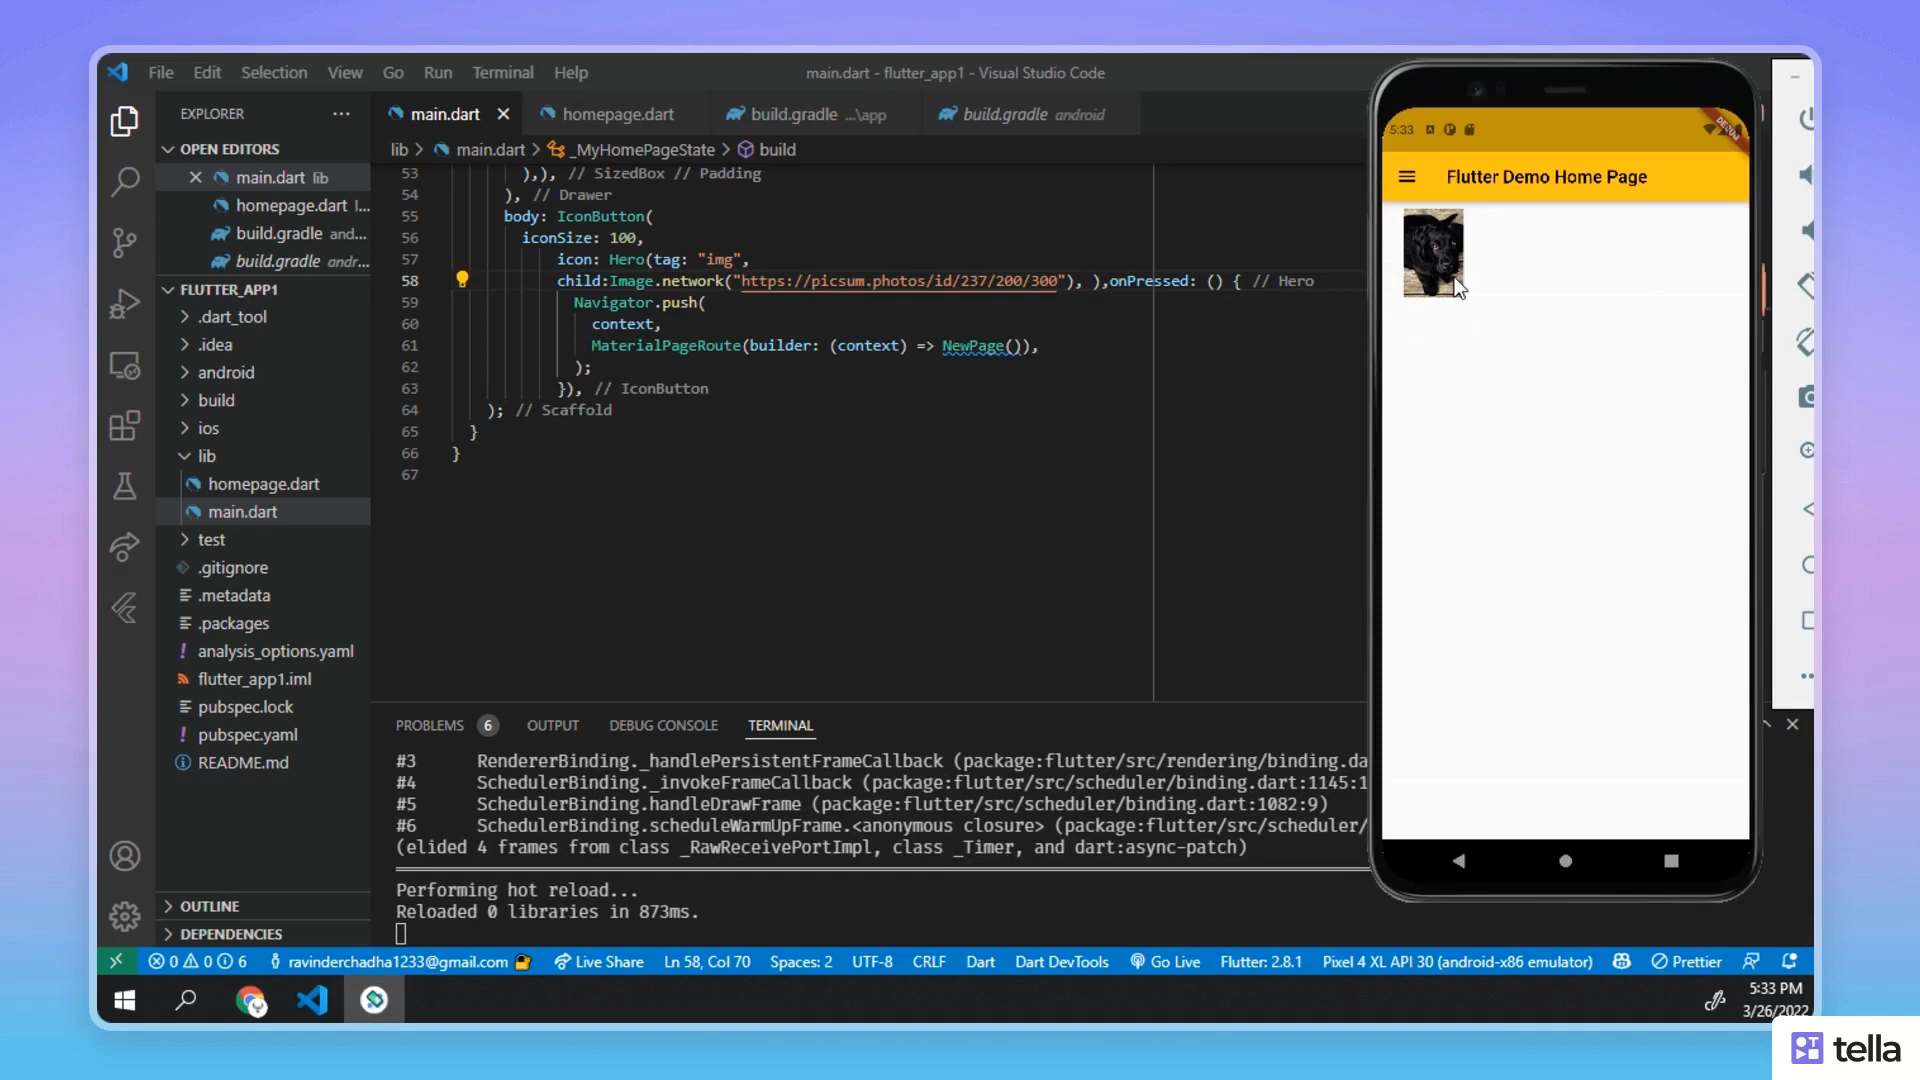 File Edit Selection View Go Run Terminal Help
main.dart - flutter_app1 - Visual Studio Code
EXPLORER
OPEN EDITORS
main.dart lib
homepage.dart l...
build.gradle and...
build.gradle andr...
FLUTTER_APP1
.dart_tool
.idea
android
build
ios
lib
homepage.dart
main.dart
test
.gitignore
.metadata
.packages
analysis_options.yaml
flutter_app1.iml
pubspec.lock
pubspec.yaml
README.md
OUTLINE
DEPENDENCIES
main.dart homepage.dart build.gradle ...\app build.gradle android
lib > main.dart > _MyHomePageState > build
53 ),), // SizedBox // Padding
54 ), // Drawer
55 body: IconButton(
56 iconSize: 100,
57 icon: Hero(tag: "img",
58 child:Image.network("https://picsum.photos/id/237/200/300"), ),onPressed: () { // Hero
59 Navigator.push(
60 context,
61 MaterialPageRoute(builder: (context) => NewPage()),
62 );
63 }), // IconButton
64 ); // Scaffold
65 }
66 }
67
PROBLEMS 6 OUTPUT DEBUG CONSOLE TERMINAL
#3 RendererBinding._handlePersistentFrameCallback (package:flutter/src/rendering/binding.da
#4 SchedulerBinding._invokeFrameCallback (package:flutter/src/scheduler/binding.dart:1145:1
#5 SchedulerBinding.handleDrawFrame (package:flutter/src/scheduler/binding.dart:1082:9)
#6 SchedulerBinding.scheduleWarmUpFrame.<anonymous closure> (package:flutter/src/scheduler/
(elided 4 frames from class _RawReceivePortImpl, class _Timer, and dart:async-patch)
Performing hot reload...
Reloaded 0 libraries in 873ms.
5:33
DEBUG
Flutter Demo Home Page
0 0 6 ravinderchadha1233@gmail.com Live Share Ln 58, Col 70 Spaces: 2 UTF-8 CRLF Dart Dart DevTools Go Live Flutter: 2.8.1 Pixel 4 XL API 30 (android-x86 emulator) Prettier
5:33 PM
3/26/2022
tella